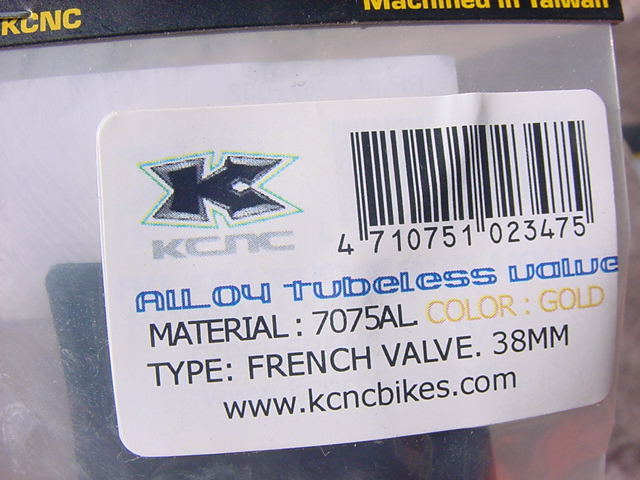 KCNC
Machined in Taiwan
K
KCNC
4 710751 023475
ALLOY TUBELESS VALVE
MATERIAL : 7075AL. COLOR : GOLD
TYPE: FRENCH VALVE. 38MM
www.kcncbikes.com